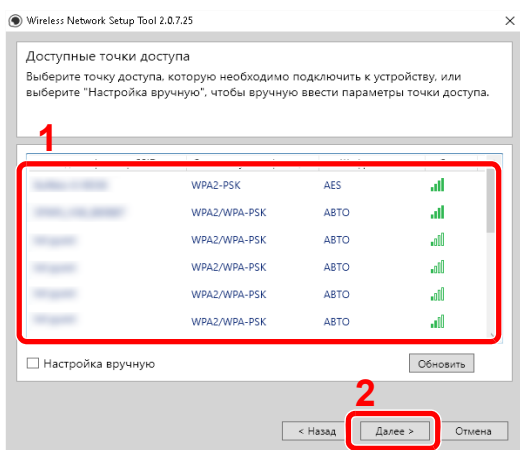 Wireless Network Setup Tool 2.0.7.25
Доступные точки доступа
Выберите точку доступа, которую необходимо подключить к устройству, или
выберите "Настройка вручную", чтобы вручную ввести параметры точки доступа.
1
WPA2-PSK AES
WPA2/WPA-PSK АВТО
WPA2/WPA-PSK АВТО
WPA2/WPA-PSK АВТО
WPA2/WPA-PSK АВТО
WPA2/WPA-PSK АВТО
Настройка вручную Обновить
2
< Назад Далее > Отмена